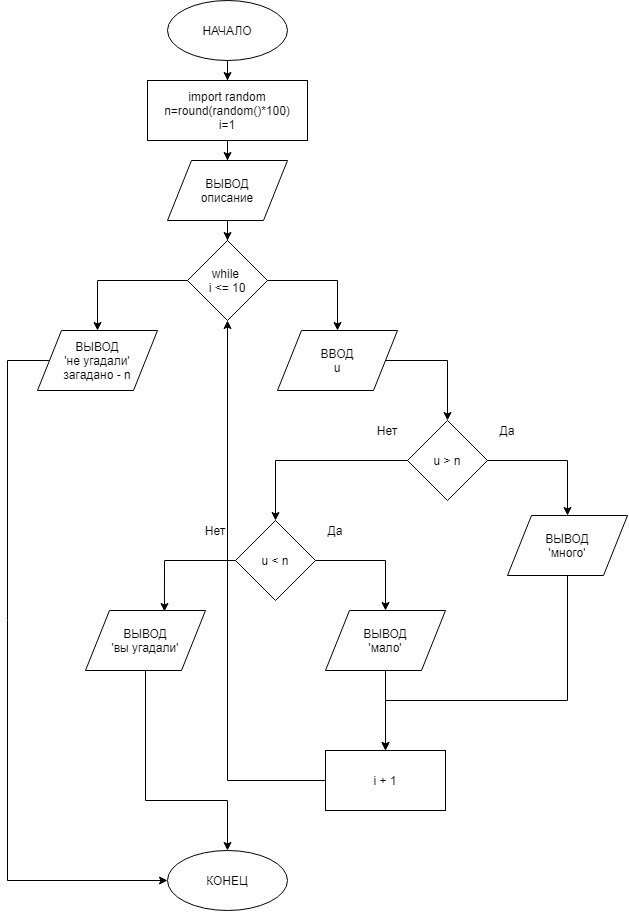 НАЧАЛО
import random
n=round(random()*100)
i=1
ВЫВОД
описание
while
i <= 10
ВЫВОД
'не угадали'
загадано - n
ВВОД
u
Нет
Да
u > n
Нет
Да
u < n
ВЫВОД
'много'
ВЫВОД
'вы угадали'
ВЫВОД
'мало'
i + 1
КОНЕЦ